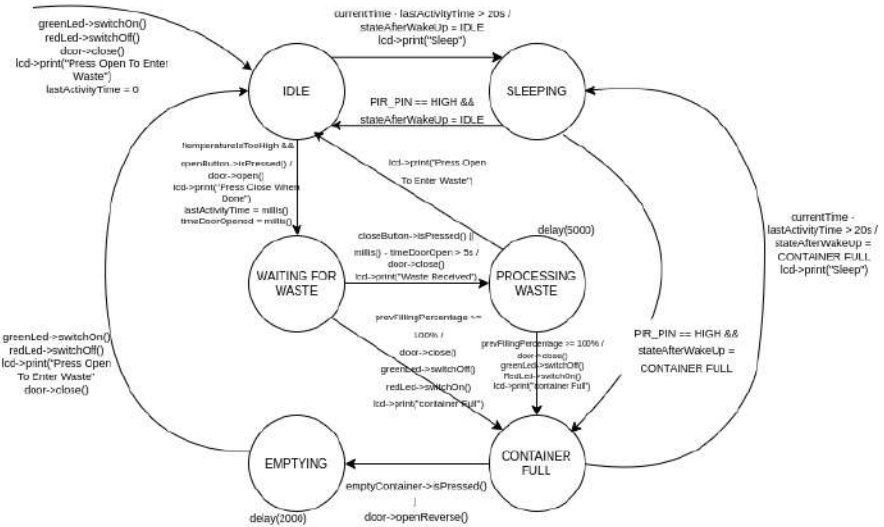 greenLed->switchOn()
redLed->switchOff()
door->close()
lcd->print("Press Open To Enter
Waste")
lastActivityTime = 0
currentTime - lastActivityTime > 20s /
stateAfterWakeUp = IDLE
lcd->print("Sleep")
IDLE
SLEEPING
PIR_PIN == HIGH &&
stateAfterWakeUp = IDLE
!temperatureIsTooHigh &&
openButton->isPressed() /
door->open()
lcd->print("Press Close When
Done")
lastActivityTime = millis()
timeDoorOpened = millis()
lcd->print("Press Open
To Enter Waste")
delay(5000)
closeButton->isPressed() ||
millis() - timeDoorOpen > 5s /
door->close()
lcd->print("Waste Received")
WAITING FOR
WASTE
PROCESSING
WASTE
currentTime -
lastActivityTime > 20s /
stateAfterWakeUp =
CONTAINER FULL
lcd->print("Sleep")
prevFillingPercentage >=
100% /
door->close()
greenLed->switchOff()
redLed->switchOn()
lcd->print("container Full")
prevFillingPercentage >= 100% /
door->close()
greenLed->switchOff()
RedLed->switchOn()
lcd->print("container Full")
PIR_PIN == HIGH &&
stateAfterWakeUp =
CONTAINER FULL
greenLed->switchOn()
redLed->switchOff()
lcd->print("Press Open
To Enter Waste"
door->close()
EMPTYING
CONTAINER
FULL
emptyContainer->isPressed()
/
door->openReverse()
delay(2000)